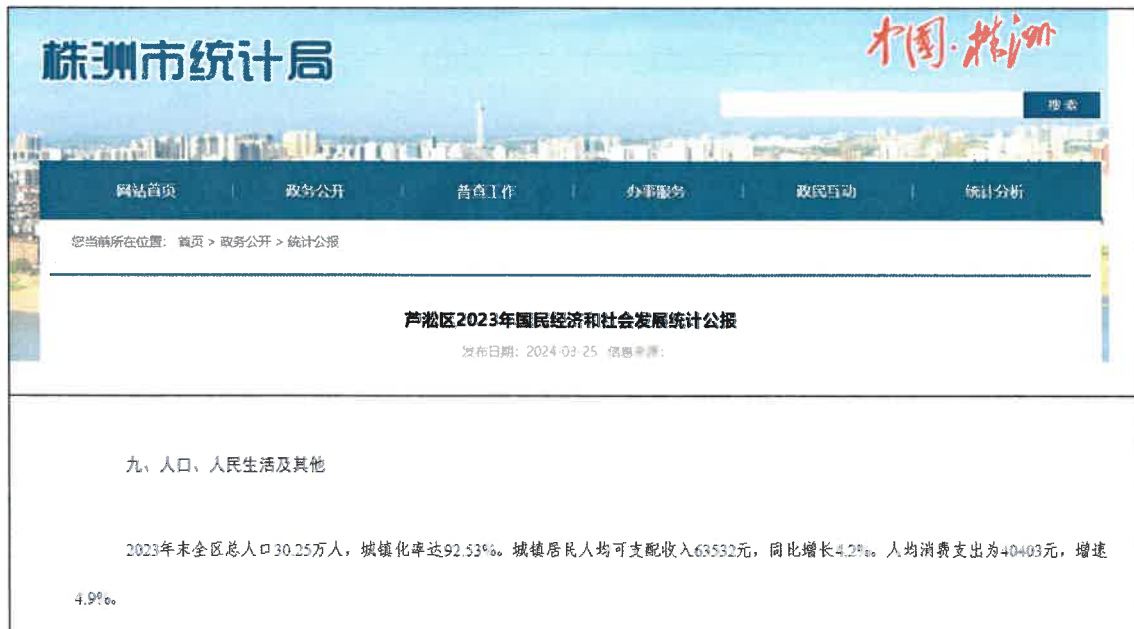 株洲市统计局
中国·株洲
搜索
网站首页 | 政务公开 | 普查工作 | 办事服务 | 政民互动 | 统计分析
您当前所在位置： 首页 > 政务公开 > 统计公报
芦淞区2023年国民经济和社会发展统计公报
发布日期：2024-03-25 信息来源：
九、人口、人民生活及其他
2023年末全区总人口30.25万人，城镇化率达92.53%。城镇居民人均可支配收入63532元，同比增长4.2%。人均消费支出为40403元，增速
4.9%。